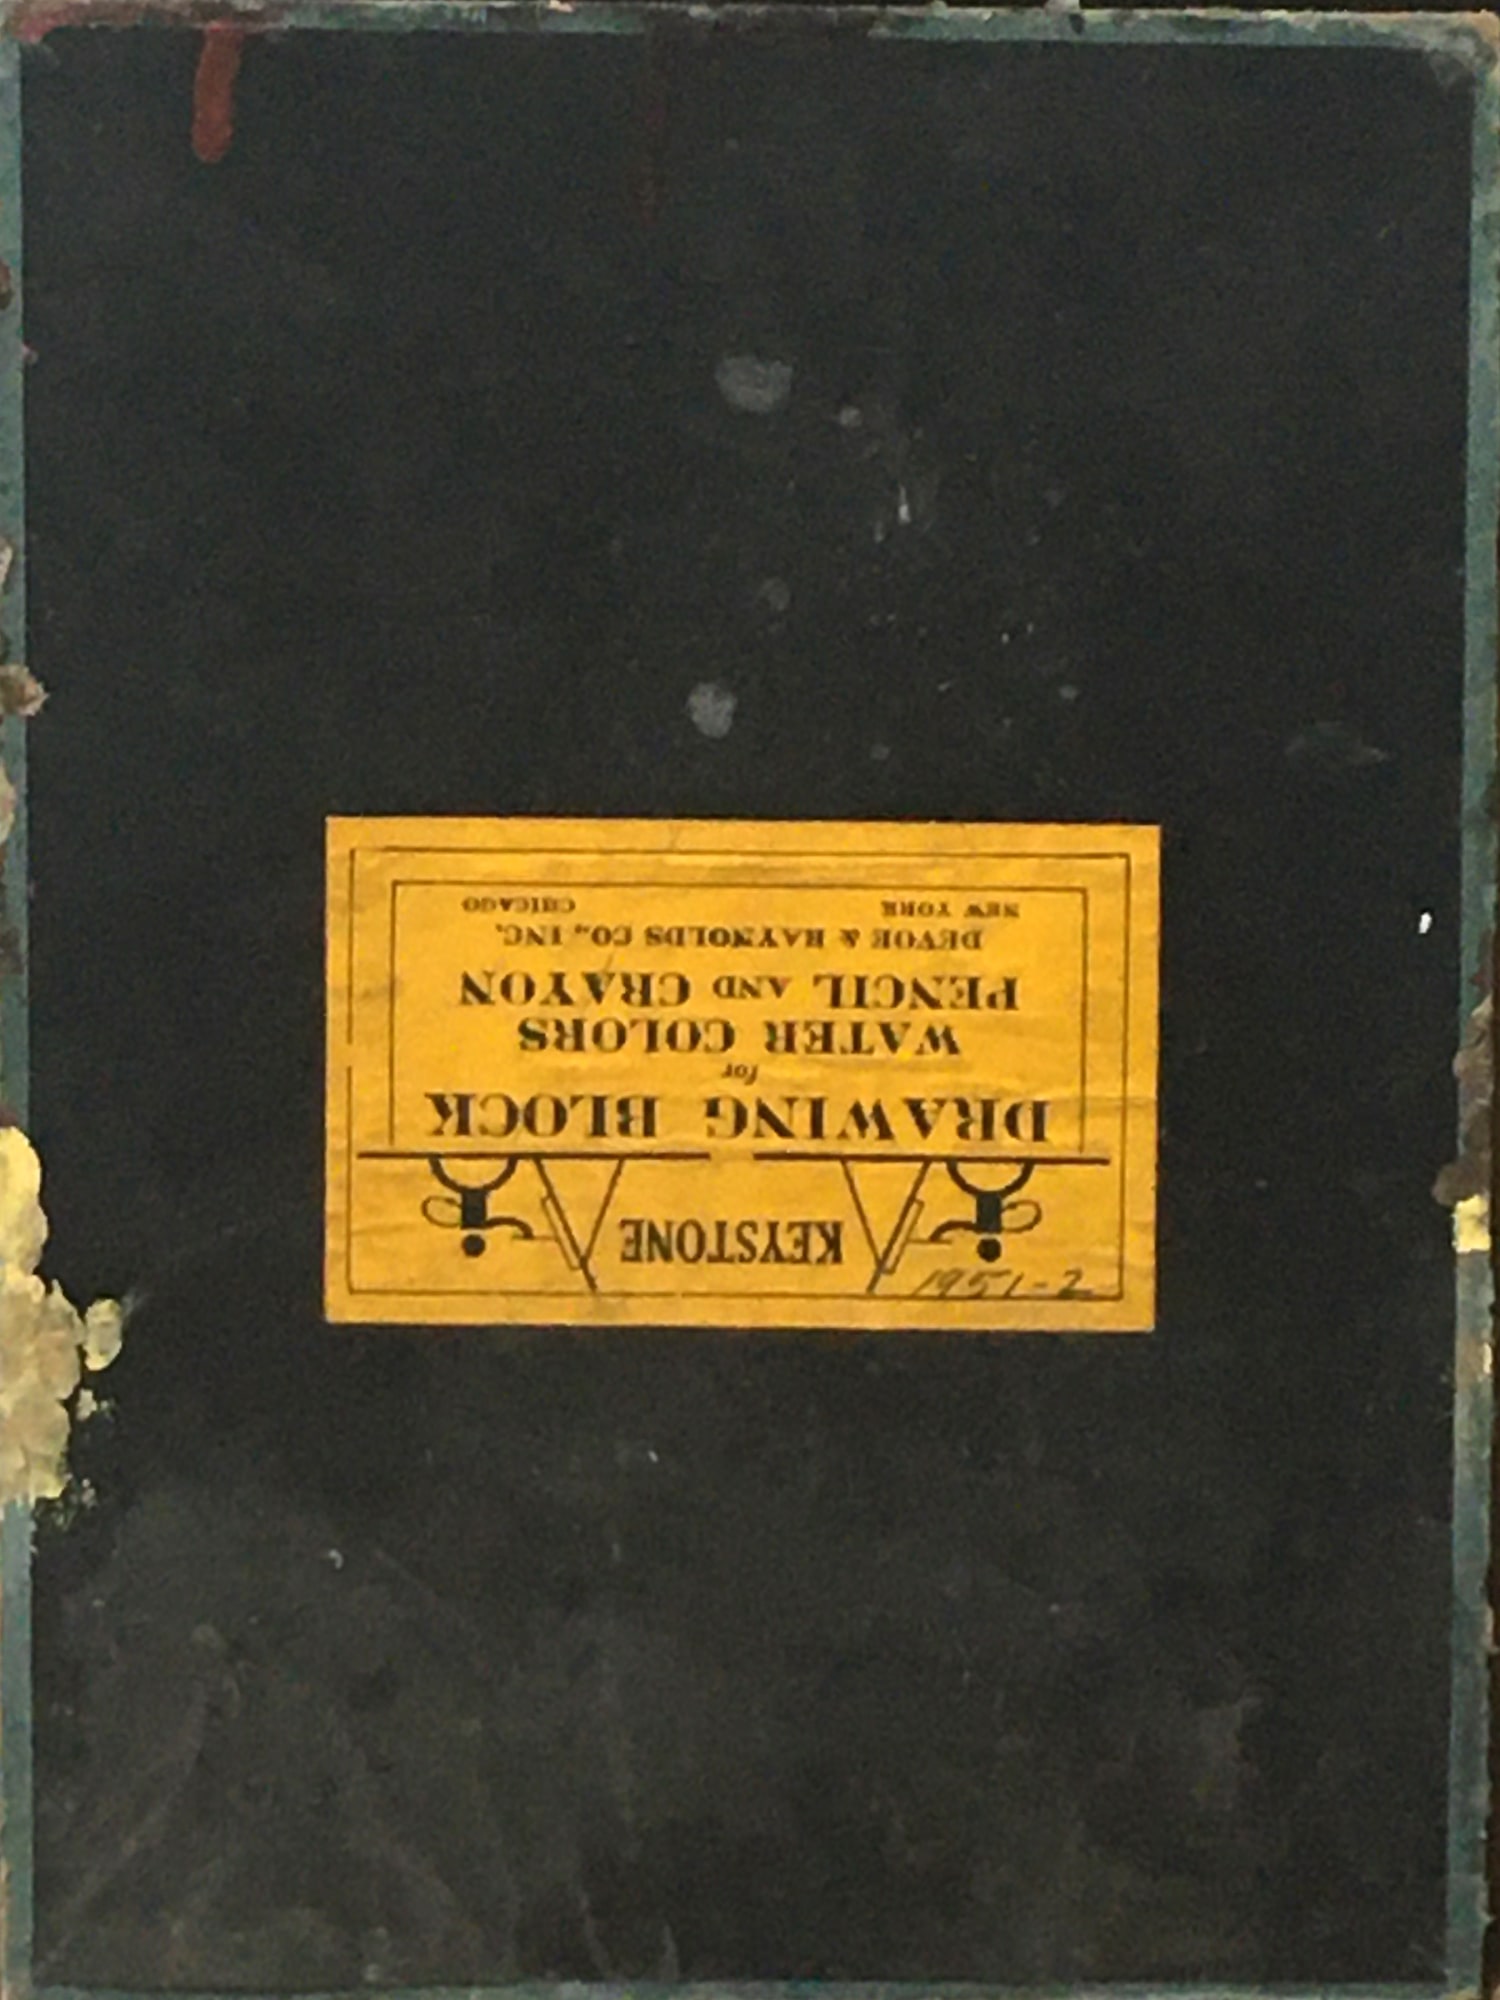 1951-2
KEYSTONE
DRAWING BLOCK
for
WATER COLORS
PENCIL AND CRAYON
DEVOE & RAYNOLDS CO., INC.
NEW YORK CHICAGO